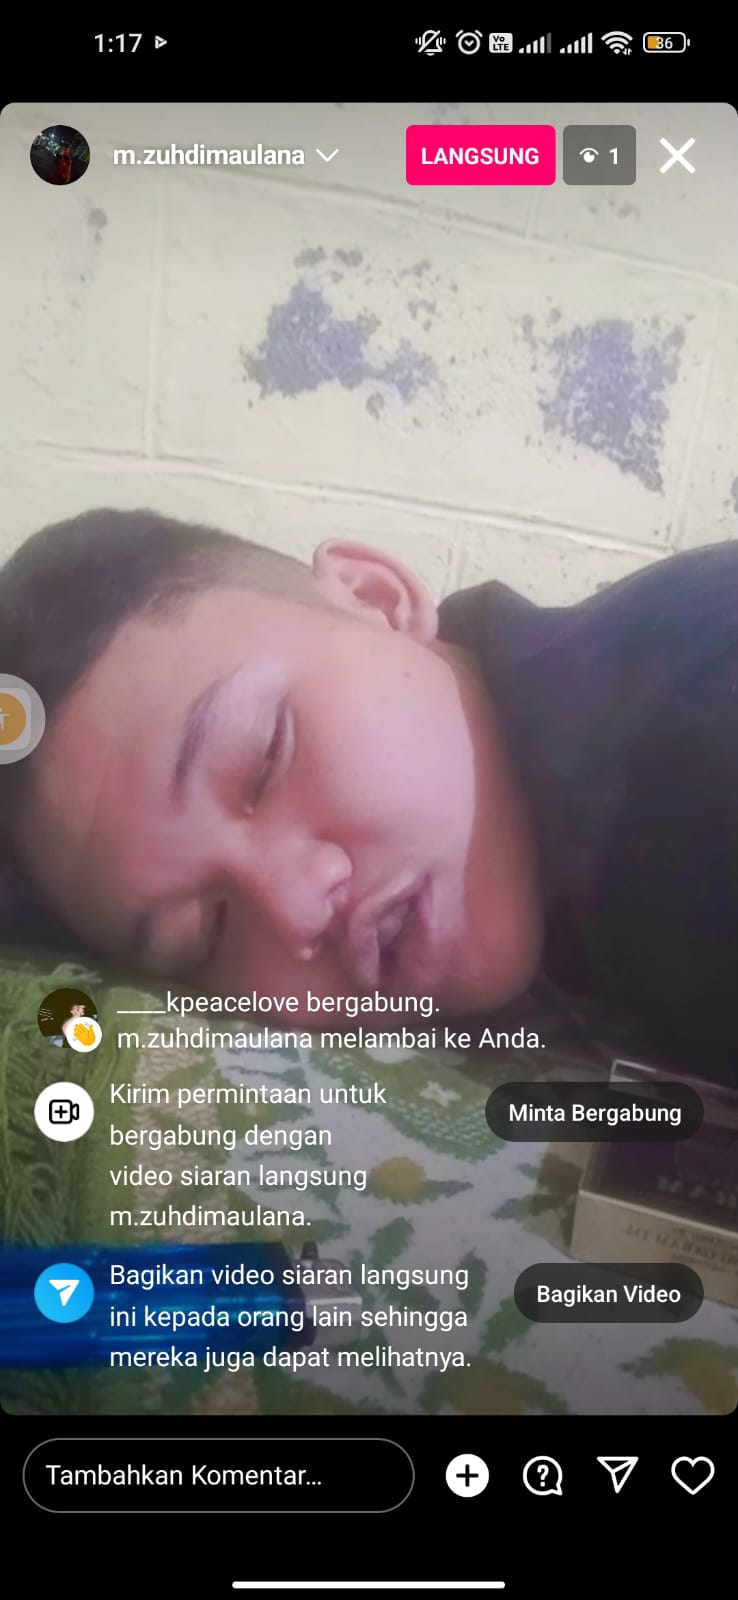 1:17
Vo
LTE
36
m.zuhdimaulana
LANGSUNG
1
____kpeacelove bergabung.
m.zuhdimaulana melambai ke Anda.
Kirim permintaan untuk
bergabung dengan
video siaran langsung
m.zuhdimaulana.
Minta Bergabung
Bagikan video siaran langsung
ini kepada orang lain sehingga
mereka juga dapat melihatnya.
Bagikan Video
Tambahkan Komentar...